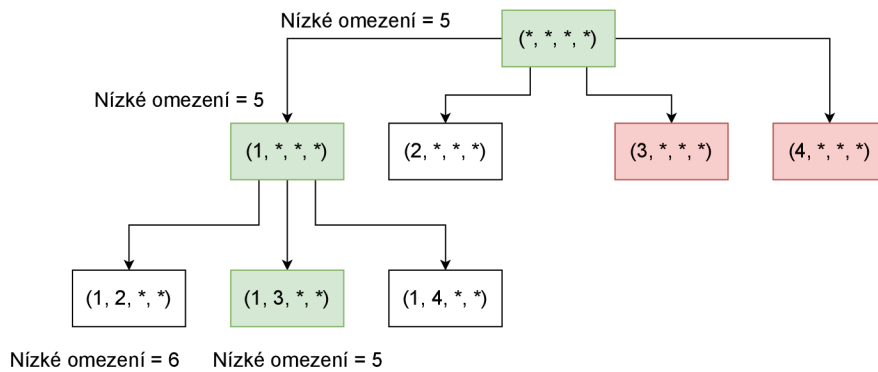 Nízké omezení = 5
(*, *, *, *)
Nízké omezení = 5
(1, *, *, *)
(2, *, *, *)
(3, *, *, *)
(4, *, *, *)
(1, 2, *, *)
(1, 3, *, *)
(1, 4, *, *)
Nízké omezení = 6
Nízké omezení = 5